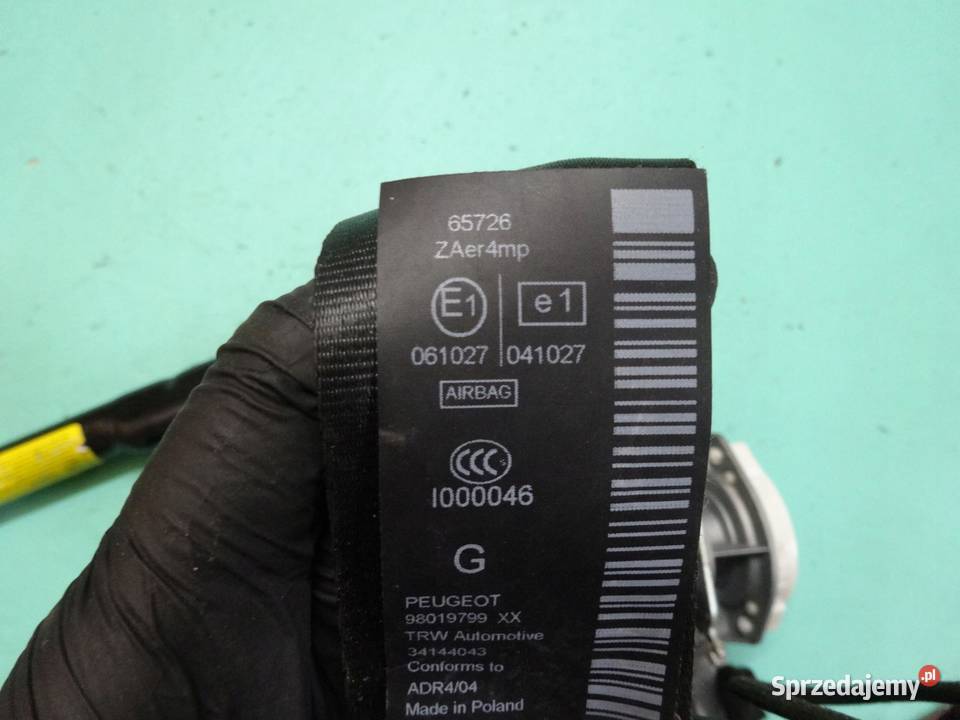 65726
ZAer4mp
E1 e1
061027 041027
AIRBAG
CCC S
I000046
G
PEUGEOT
98019799 XX
TRW Automotive
34144043
Conforms to
ADR4/04
Made in Poland
Sprzedajemy.pl